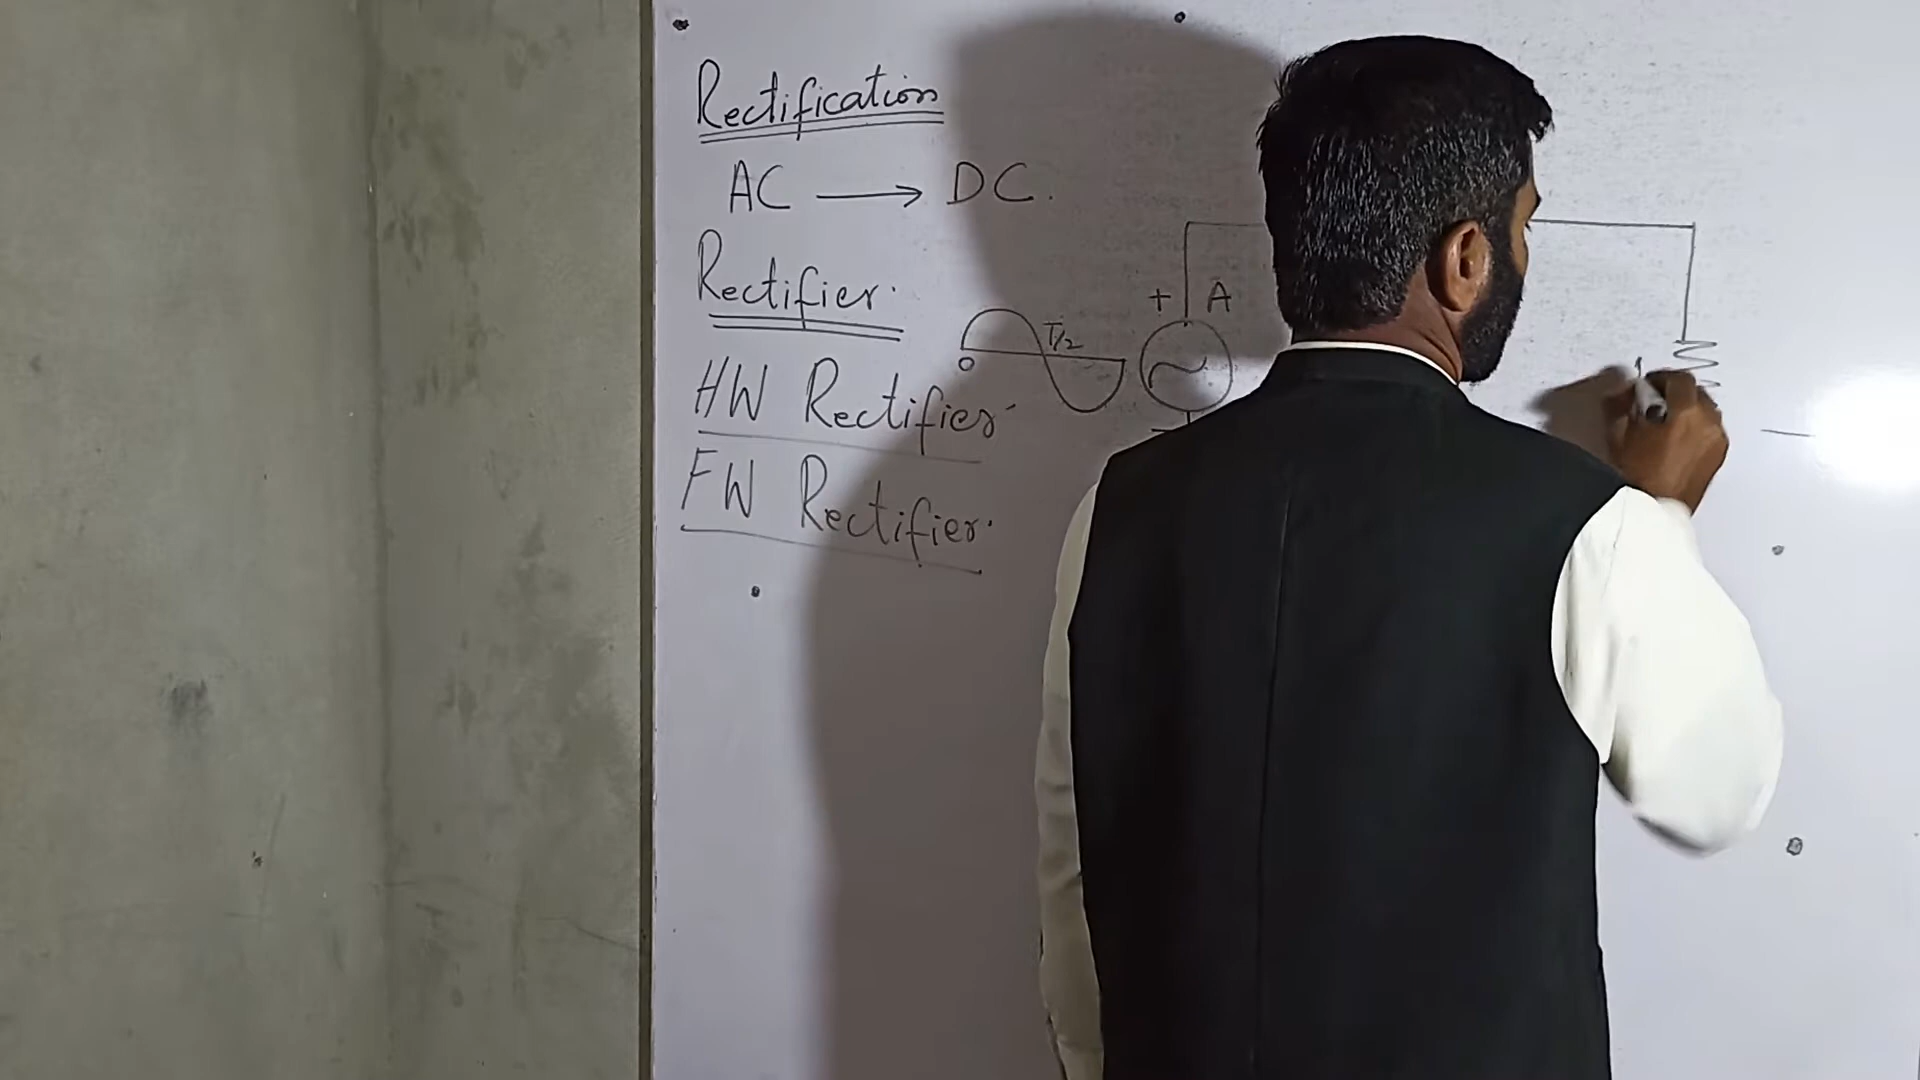 Rectification
AC → DC.
Rectifier.
HW Rectifier.
FW Rectifier.
+ A
T/2
o